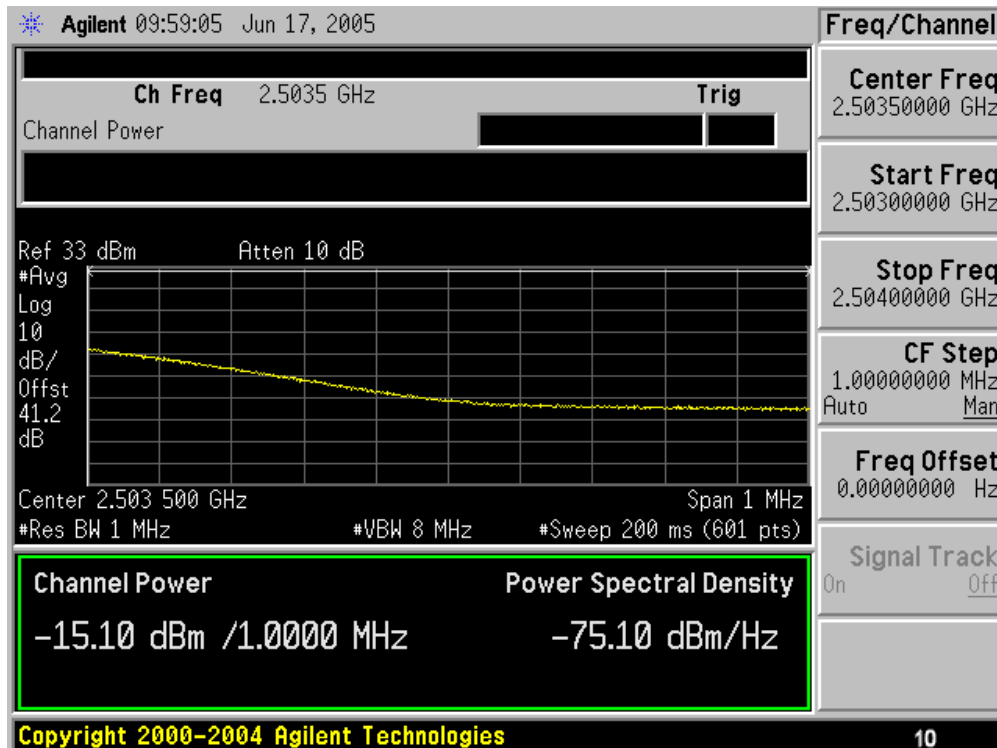 Agilent 09:59:05 Jun 17, 2005
Freq/Channel
Ch Freq 2.5035 GHz Trig
Channel Power
Center Freq
2.50350000 GHz
Start Freq
2.50300000 GHz
Stop Freq
2.50400000 GHz
CF Step
1.00000000 MHz
Auto Man
Freq Offset
0.00000000 Hz
Signal Track
On Off
Ref 33 dBm Atten 10 dB
#Avg
Log
10
dB/
Offst
41.2
dB
Center 2.503 500 GHz Span 1 MHz
#Res BW 1 MHz #VBW 8 MHz #Sweep 200 ms (601 pts)
Channel Power Power Spectral Density
-15.10 dBm /1.0000 MHz -75.10 dBm/Hz
Copyright 2000-2004 Agilent Technologies 10